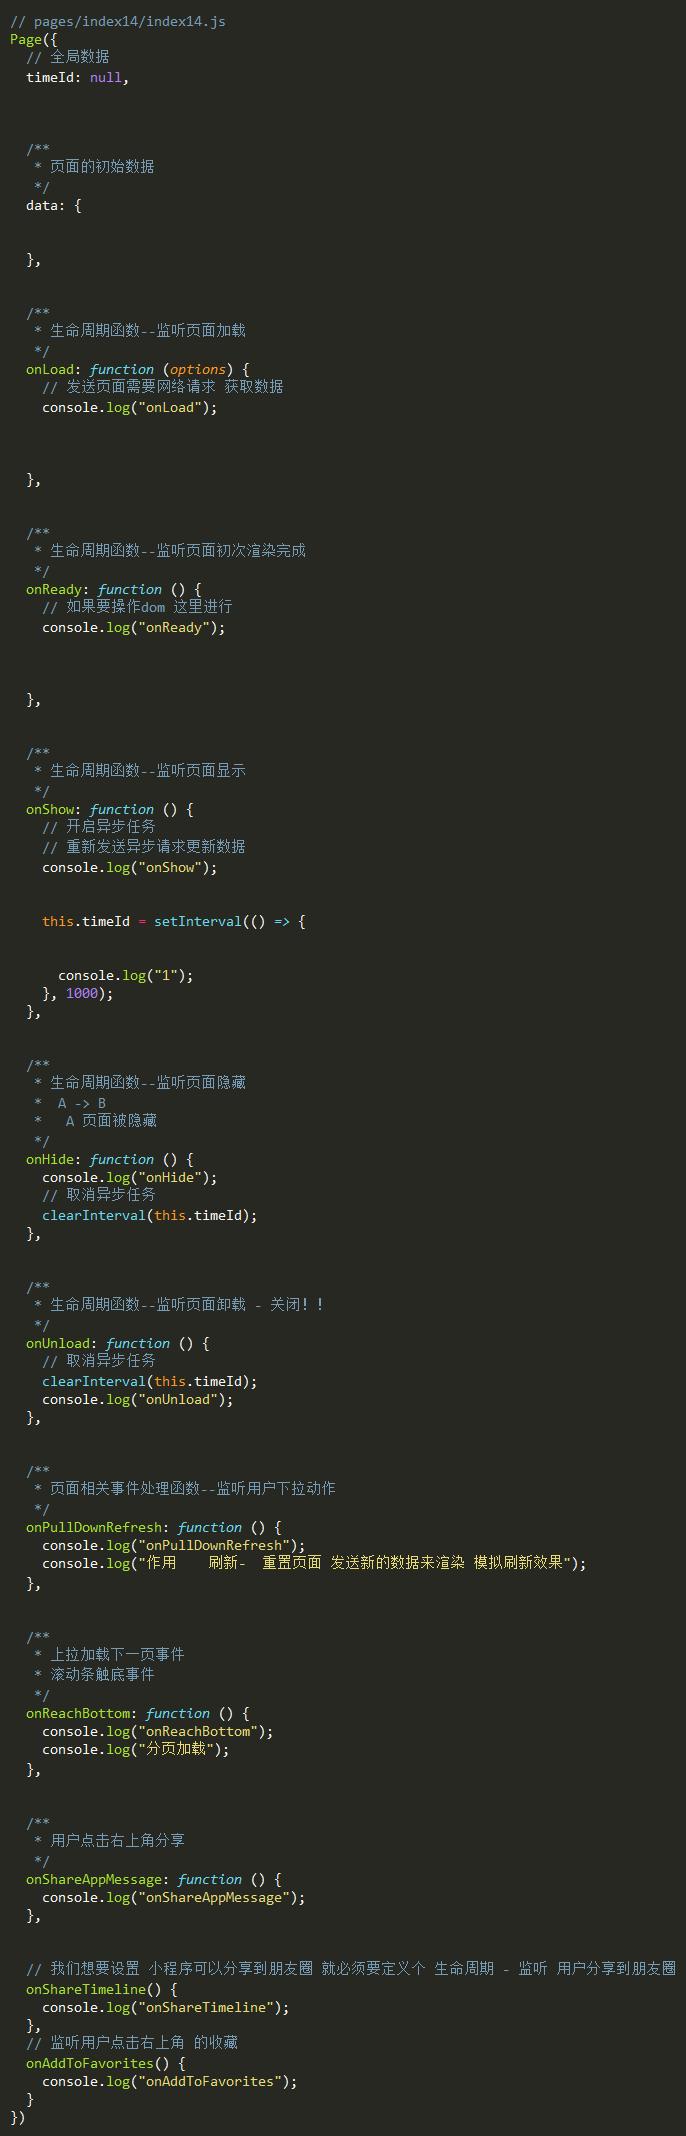 // pages/index14/index14.js
Page({
  // 全局数据
  timeId: null,
  /**
   * 页面的初始数据
   */
  data: {
  },
  /**
   * 生命周期函数--监听页面加载
   */
  onLoad: function (options) {
    // 发送页面需要网络请求 获取数据
    console.log("onLoad");
  },
  /**
   * 生命周期函数--监听页面初次渲染完成
   */
  onReady: function () {
    // 如果要操作dom 这里进行
    console.log("onReady");
  },
  /**
   * 生命周期函数--监听页面显示
   */
  onShow: function () {
    // 开启异步任务
    // 重新发送异步请求更新数据
    console.log("onShow");
    this.timeId = setInterval(() => {
      console.log("1");
    }, 1000);
  },
  /**
   * 生命周期函数--监听页面隐藏
   *  A -> B
   *   A 页面被隐藏
   */
  onHide: function () {
    console.log("onHide");
    // 取消异步任务
    clearInterval(this.timeId);
  },
  /**
   * 生命周期函数--监听页面卸载 - 关闭！！
   */
  onUnload: function () {
    // 取消异步任务
    clearInterval(this.timeId);
    console.log("onUnload");
  },
  /**
   * 页面相关事件处理函数--监听用户下拉动作
   */
  onPullDownRefresh: function () {
    console.log("onPullDownRefresh");
    console.log("作用    刷新-  重置页面 发送新的数据来渲染 模拟刷新效果");
  },
  /**
   * 上拉加载下一页事件
   * 滚动条触底事件
   */
  onReachBottom: function () {
    console.log("onReachBottom");
    console.log("分页加载");
  },
  /**
   * 用户点击右上角分享
   */
  onShareAppMessage: function () {
    console.log("onShareAppMessage");
  },
  // 我们想要设置 小程序可以分享到朋友圈 就必须要定义个 生命周期 - 监听 用户分享到朋友圈
  onShareTimeline() {
    console.log("onShareTimeline");
  },
  // 监听用户点击右上角 的收藏
  onAddToFavorites() {
    console.log("onAddToFavorites");
  }
})